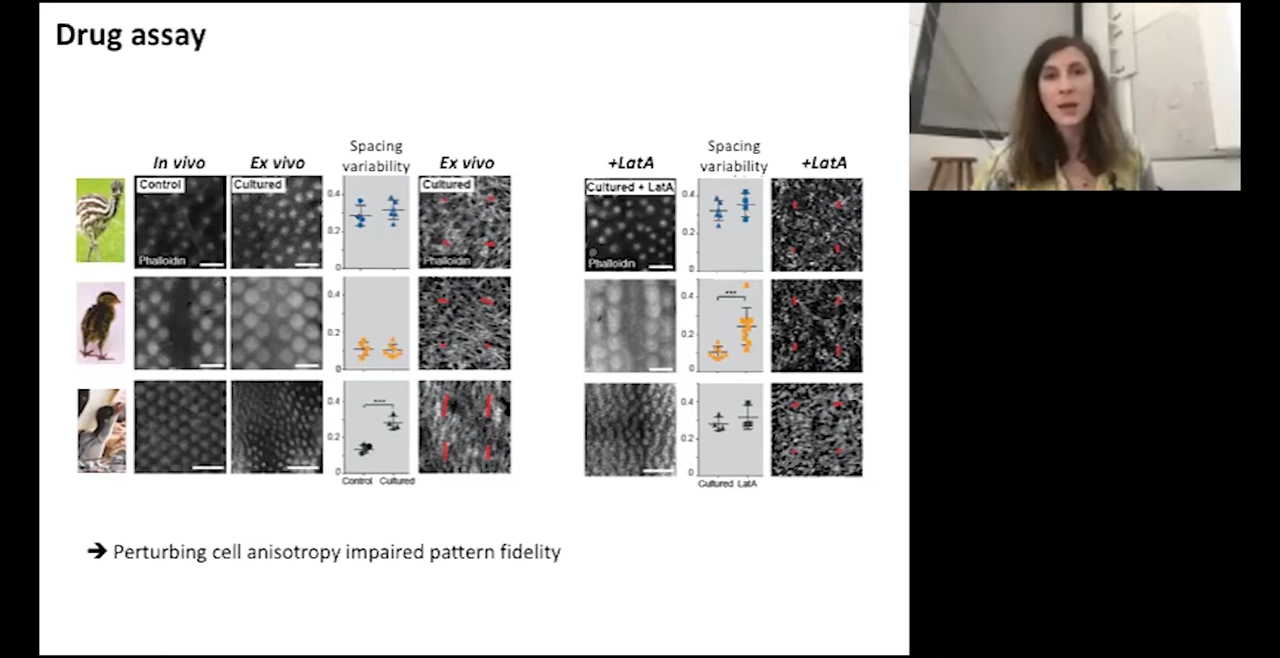 Drug assay
In vivo
Ex vivo
Spacing
variability
Ex vivo
+LatA
Spacing
variability
+LatA
Control
Cultured
0.4
0.2
0
Cultured
Cultured + LatA
0.4
0.2
0
Phalloidin
Phalloidin
Phalloidin
0.4
0.2
0
0.4
***
0.2
0
0.4
***
0.2
0
0.4
0.2
0
Control Cultured
Cultured LatA
➔ Perturbing cell anisotropy impaired pattern fidelity